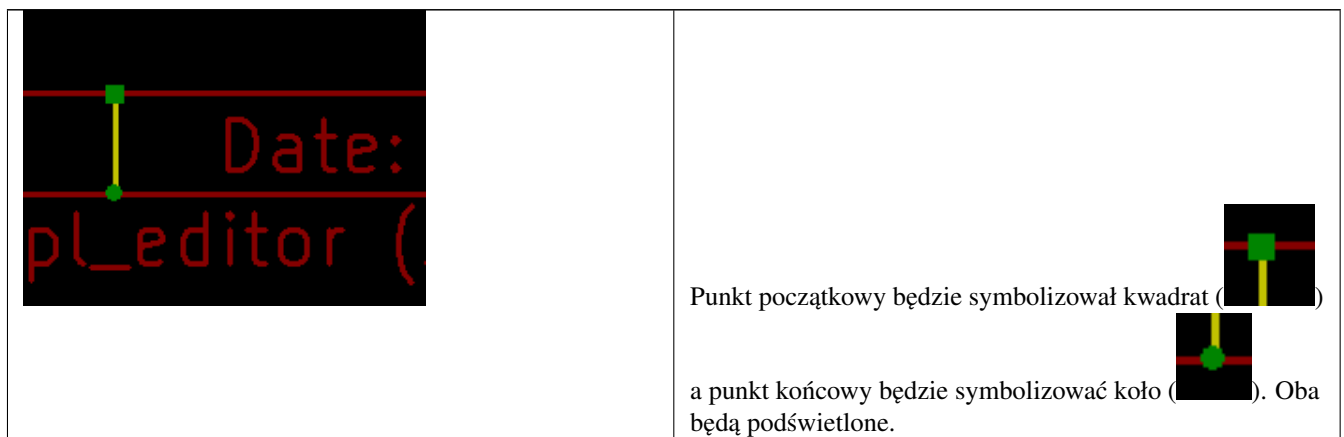 Date:
pl_editor (
Punkt początkowy będzie symbolizował kwadrat ( )
a punkt końcowy będzie symbolizować koło ( ). Oba
będą podświetlone.